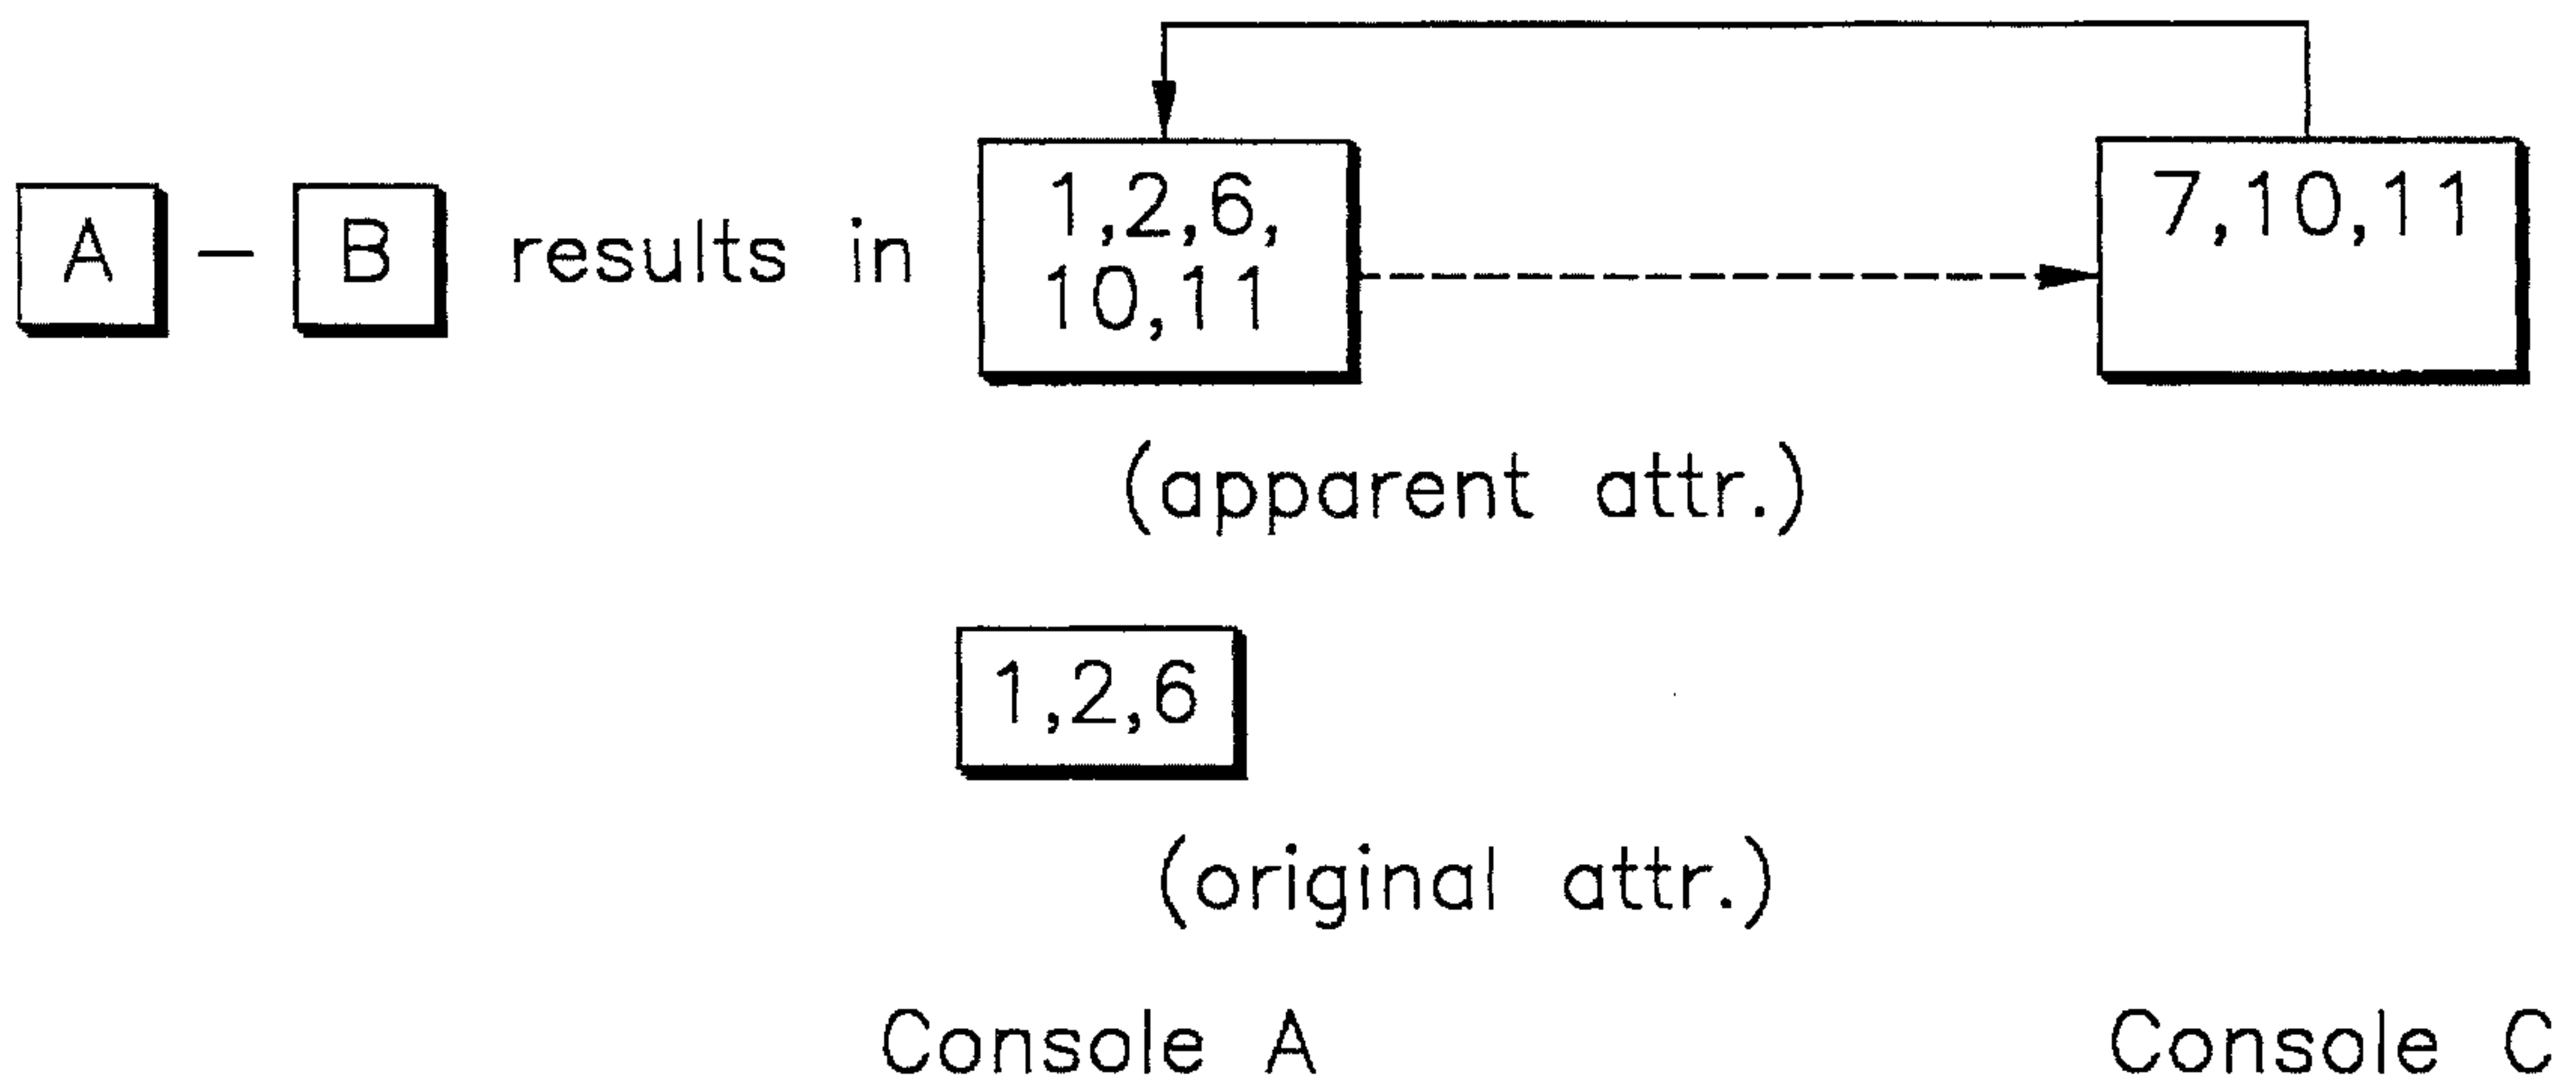 A – B results in
1,2,6,
10,11
7,10,11
(apparent attr.)
1,2,6
(original attr.)
Console A
Console C